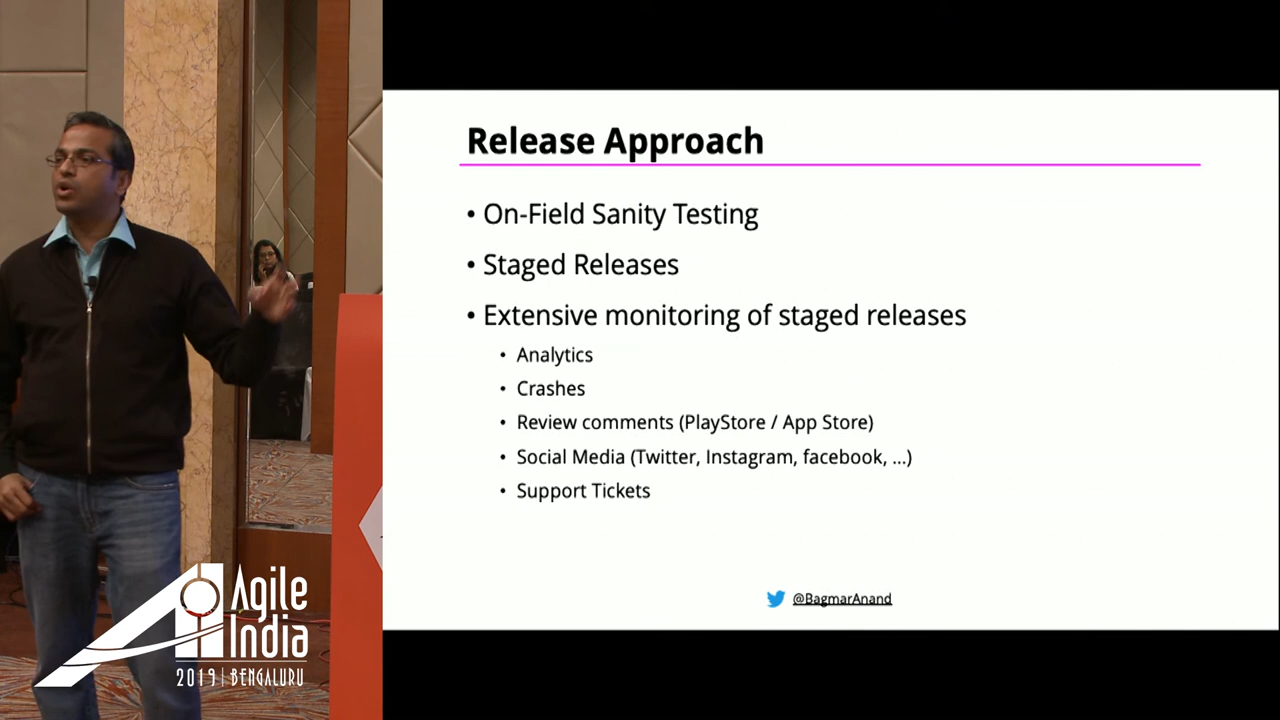 Release Approach
• On-Field Sanity Testing
• Staged Releases
• Extensive monitoring of staged releases
• Analytics
• Crashes
• Review comments (PlayStore / App Store)
• Social Media (Twitter, Instagram, facebook, ...)
• Support Tickets
@BagmarAnand
Agile
India
2019 | BENGALURU